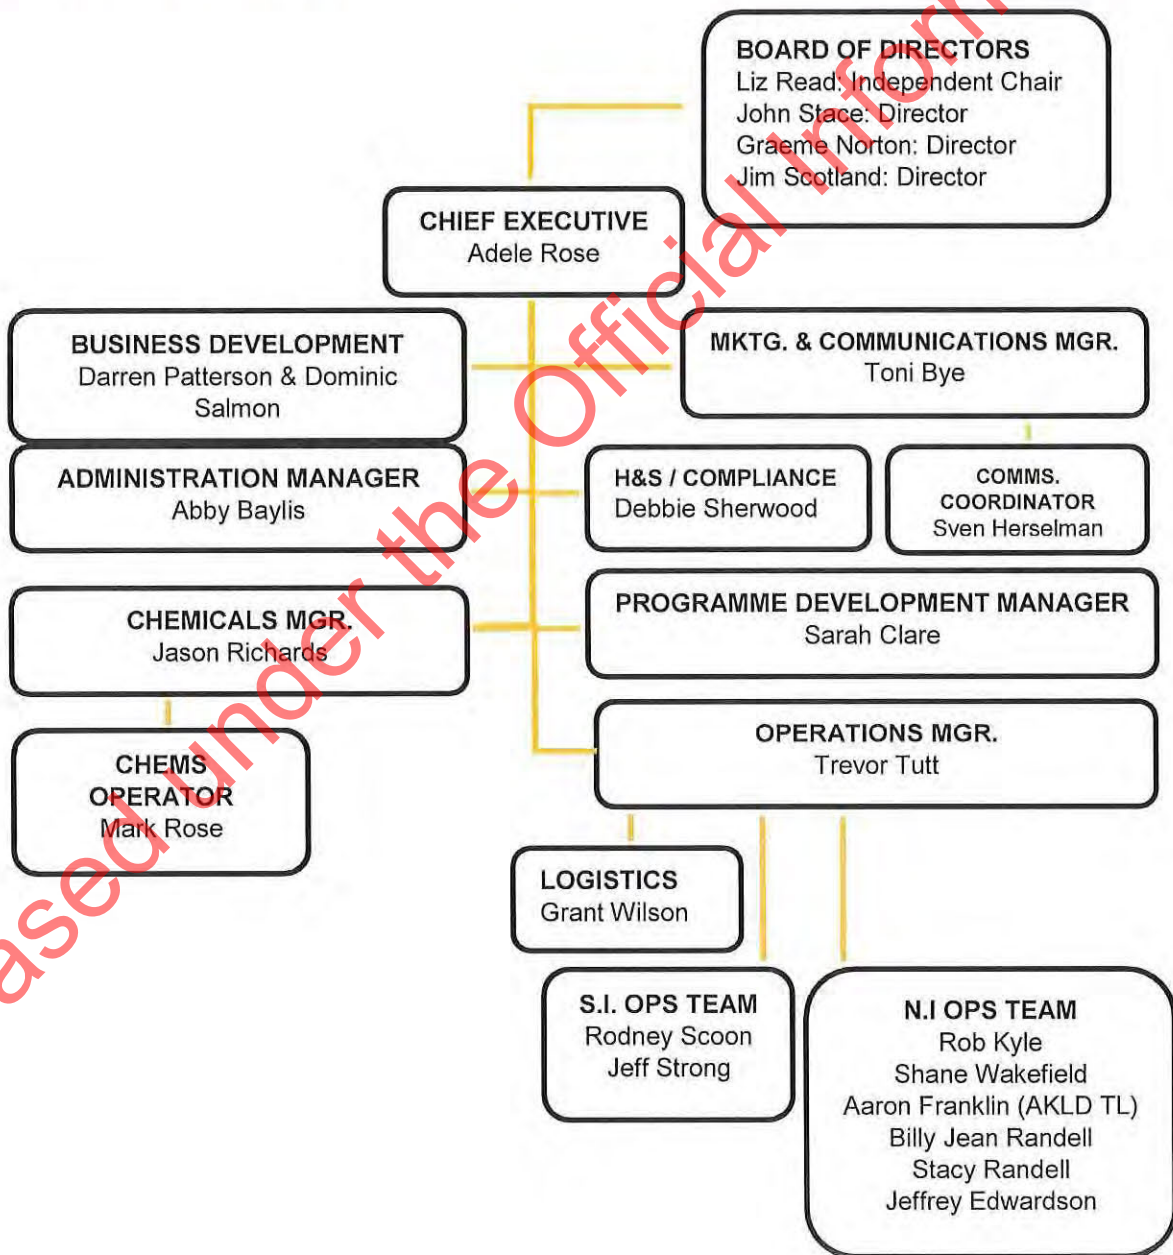 BOARD OF DIRECTORS
Liz Read: Independent Chair
John Stace: Director
Graeme Norton: Director
Jim Scotland: Director
CHIEF EXECUTIVE
Adele Rose
BUSINESS DEVELOPMENT
Darren Patterson & Dominic
Salmon
MKTG. & COMMUNICATIONS MGR.
Toni Bye
ADMINISTRATION MANAGER
Abby Baylis
H&S / COMPLIANCE
Debbie Sherwood
COMMS.
COORDINATOR
Sven Herselman
CHEMICALS MGR.
Jason Richards
PROGRAMME DEVELOPMENT MANAGER
Sarah Clare
CHEMS
OPERATOR
Mark Rose
OPERATIONS MGR.
Trevor Tutt
LOGISTICS
Grant Wilson
S.I. OPS TEAM
Rodney Scoon
Jeff Strong
N.I OPS TEAM
Rob Kyle
Shane Wakefield
Aaron Franklin (AKLD TL)
Billy Jean Randell
Stacy Randell
Jeffrey Edwardson
under the Official